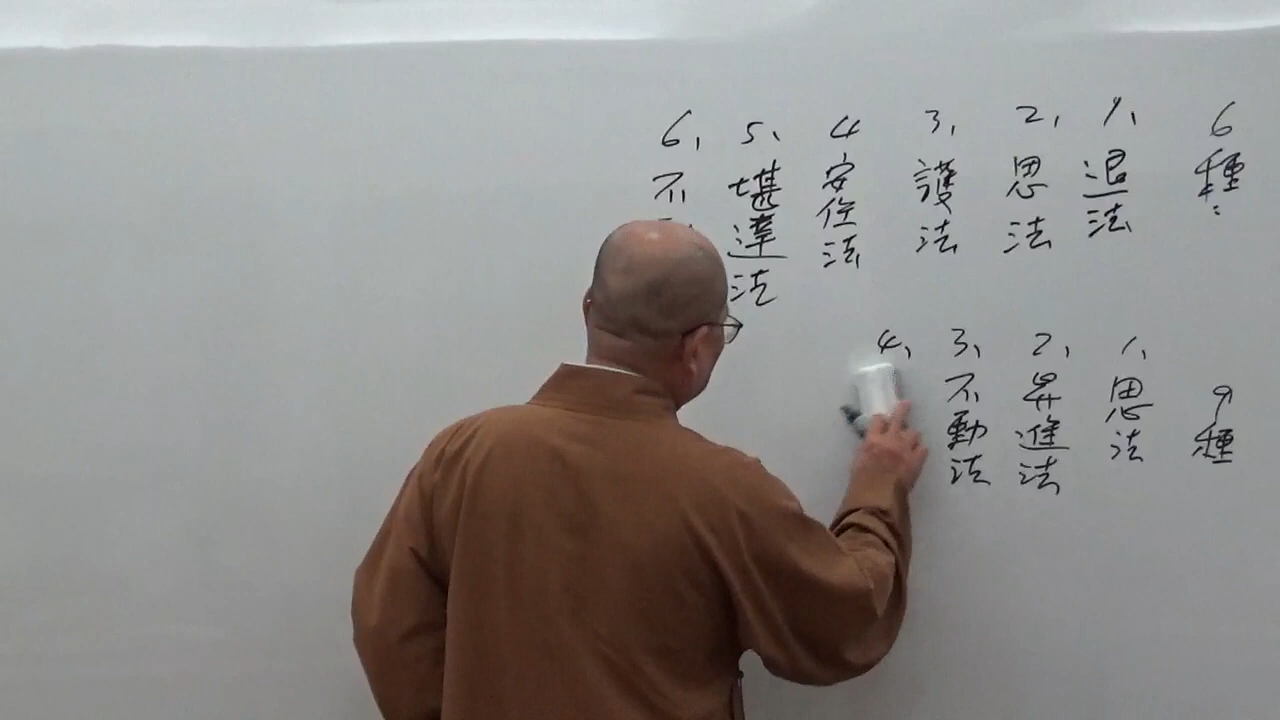 6種：
1、退法
2、思法
3、護法
4 安住法
5、堪達法
6、不
9種
1、思法
2、昇進法
3、不動法
4、